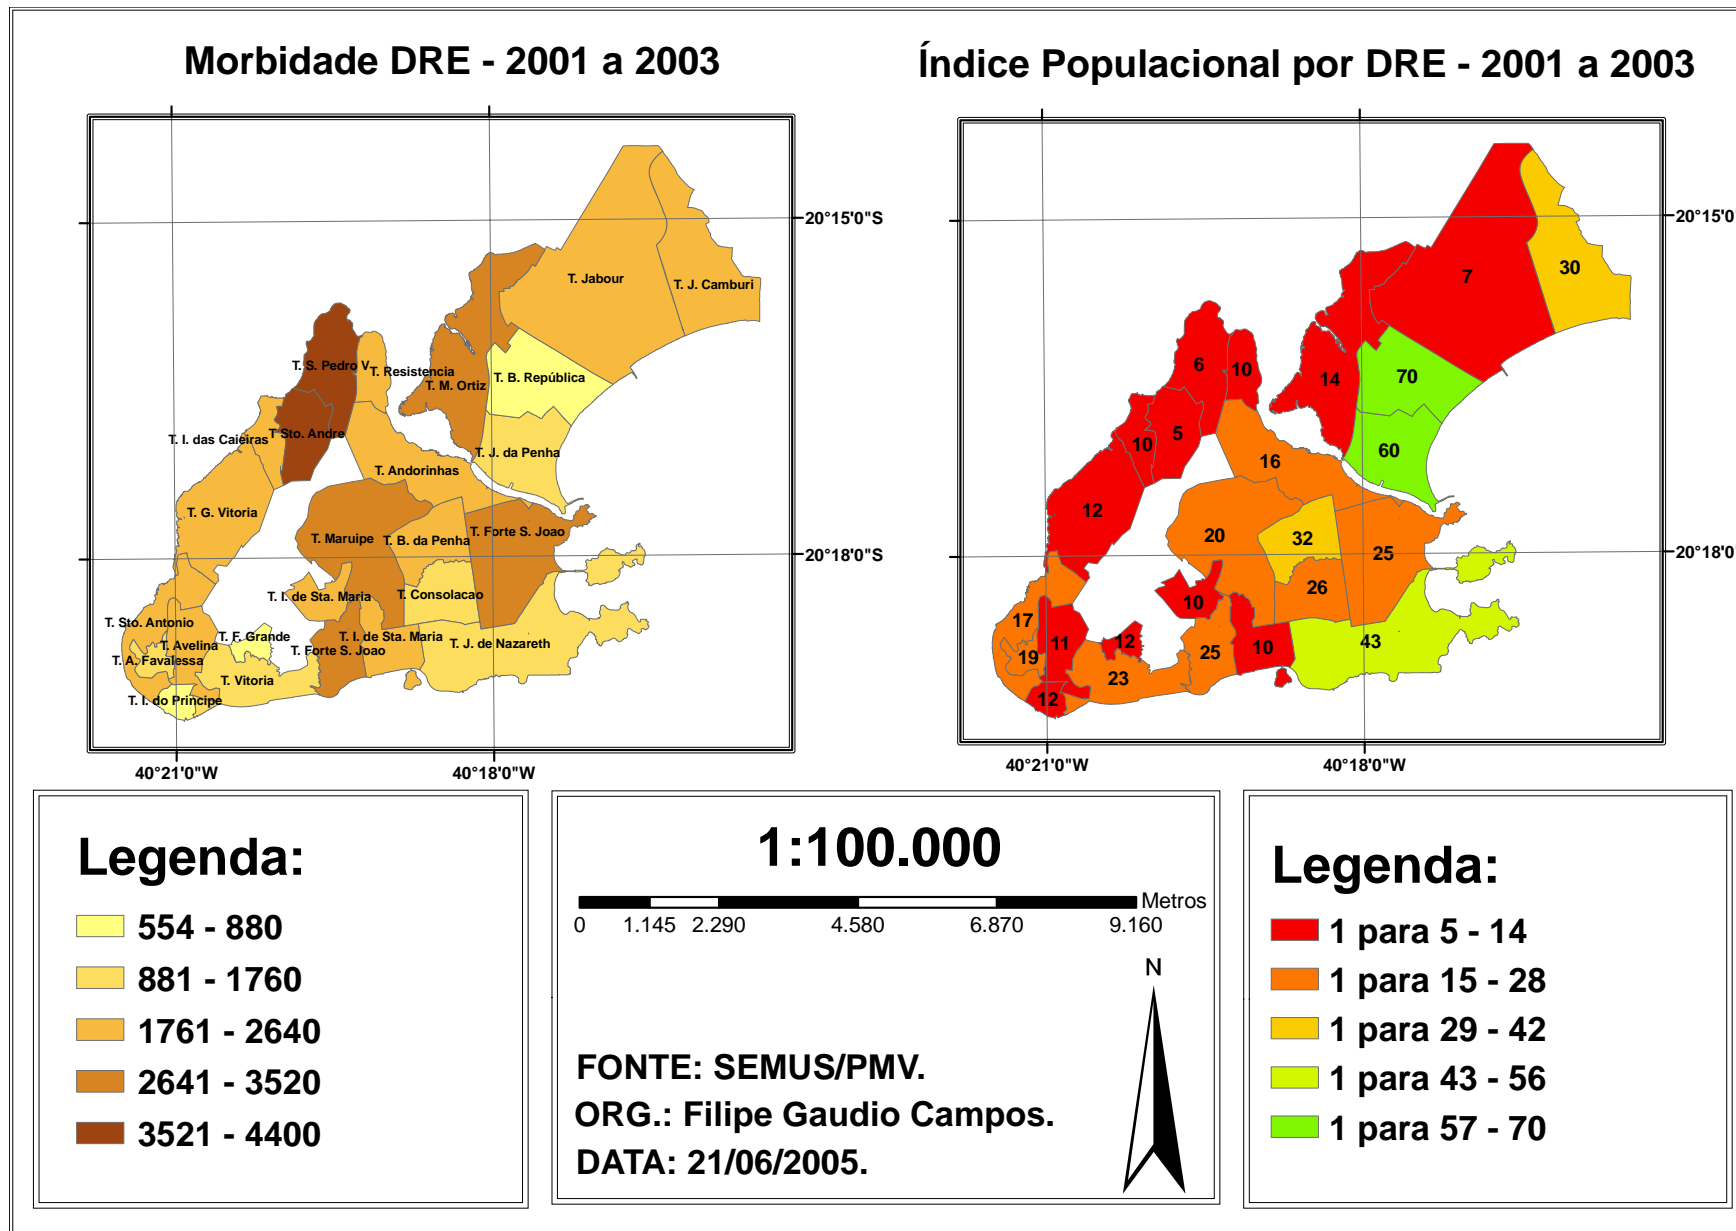 Morbidade DRE - 2001 a 2003
T. Jabour
T. J. Camburi
T. S. Pedro V
T. Resistencia
T. M. Ortiz
T. B. República
T. I. das Caieiras
T Sto. Andre
T. J. da Penha
T. Andorinhas
T. G. Vitoria
T. Maruipe
T. B. da Penha
T. Forte S. Joao
T. I. de Sta. Maria
T. Consolacao
T. Sto. Antonio
T. Avelina
T. F. Grande
T. A. Favalessa
T. Forte S. Joao
T. I. de Sta. Maria
T. J. de Nazareth
T. Vitoria
T. I. do Principe
20°15'0"S
20°18'0"S
40°21'0"W
40°18'0"W
Índice Populacional por DRE - 2001 a 2003
7
30
6
10
14
70
10
5
60
16
12
20
32
25
26
10
17
11
12
19
25
10
43
23
12
20°15'0
20°18'0
40°21'0"W
40°18'0"W
Legenda:
554 - 880
881 - 1760
1761 - 2640
2641 - 3520
3521 - 4400
1:100.000
Metros
0 1.145 2.290 4.580 6.870 9.160
N
FONTE: SEMUS/PMV.
ORG.: Filipe Gaudio Campos.
DATA: 21/06/2005.
Legenda:
1 para 5 - 14
1 para 15 - 28
1 para 29 - 42
1 para 43 - 56
1 para 57 - 70